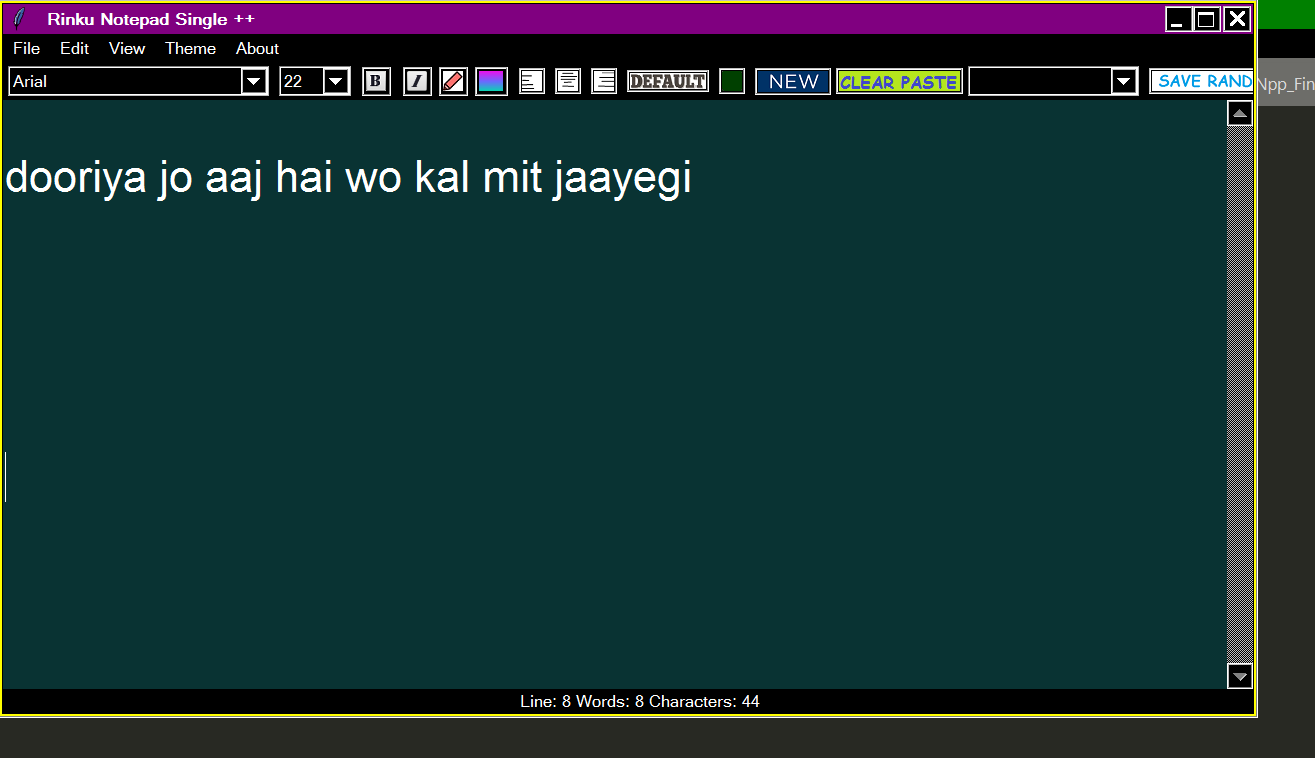 Rinku Notepad Single ++
File Edit View Theme About
Arial 22 B I DEFAULT NEW CLEAR PASTE SAVE RAND
Npp_Fin
dooriya jo aaj hai wo kal mit jaayegi
Line: 8 Words: 8 Characters: 44